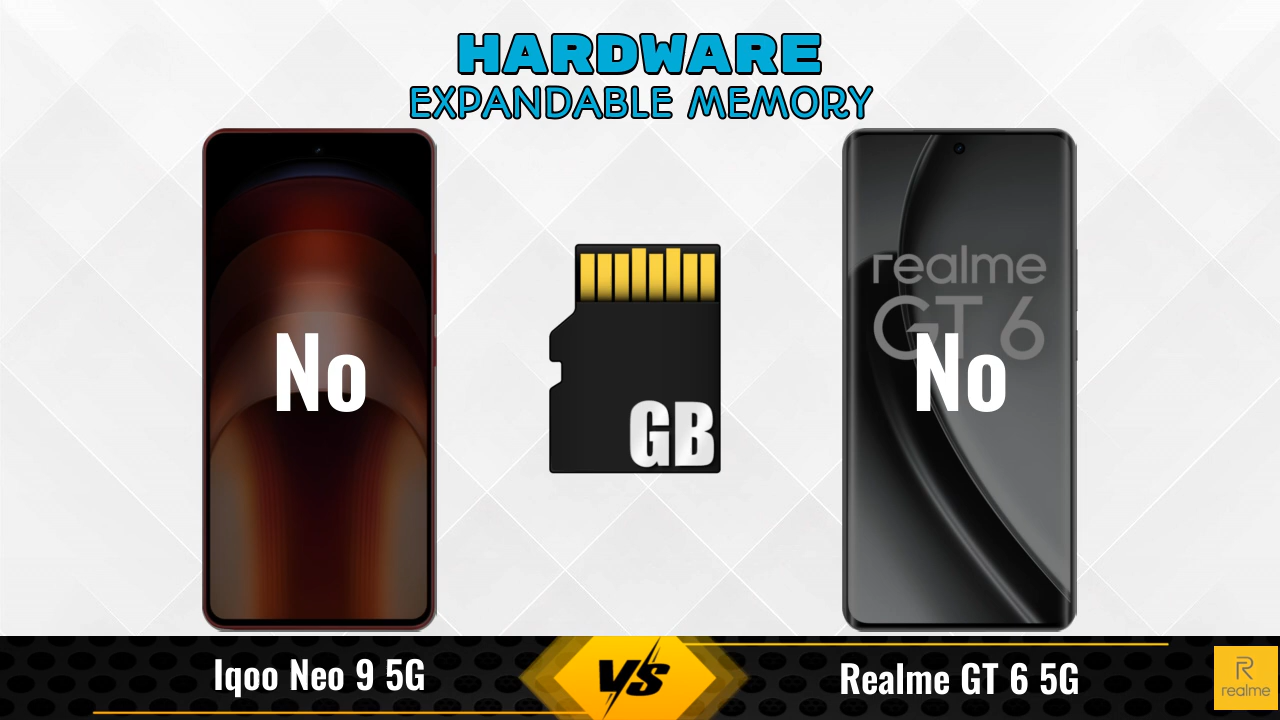 HARDWARE
EXPANDABLE MEMORY
realme
GT 6
No
No
GB
Iqoo Neo 9 5G
VS
Realme GT 6 5G
R
realme